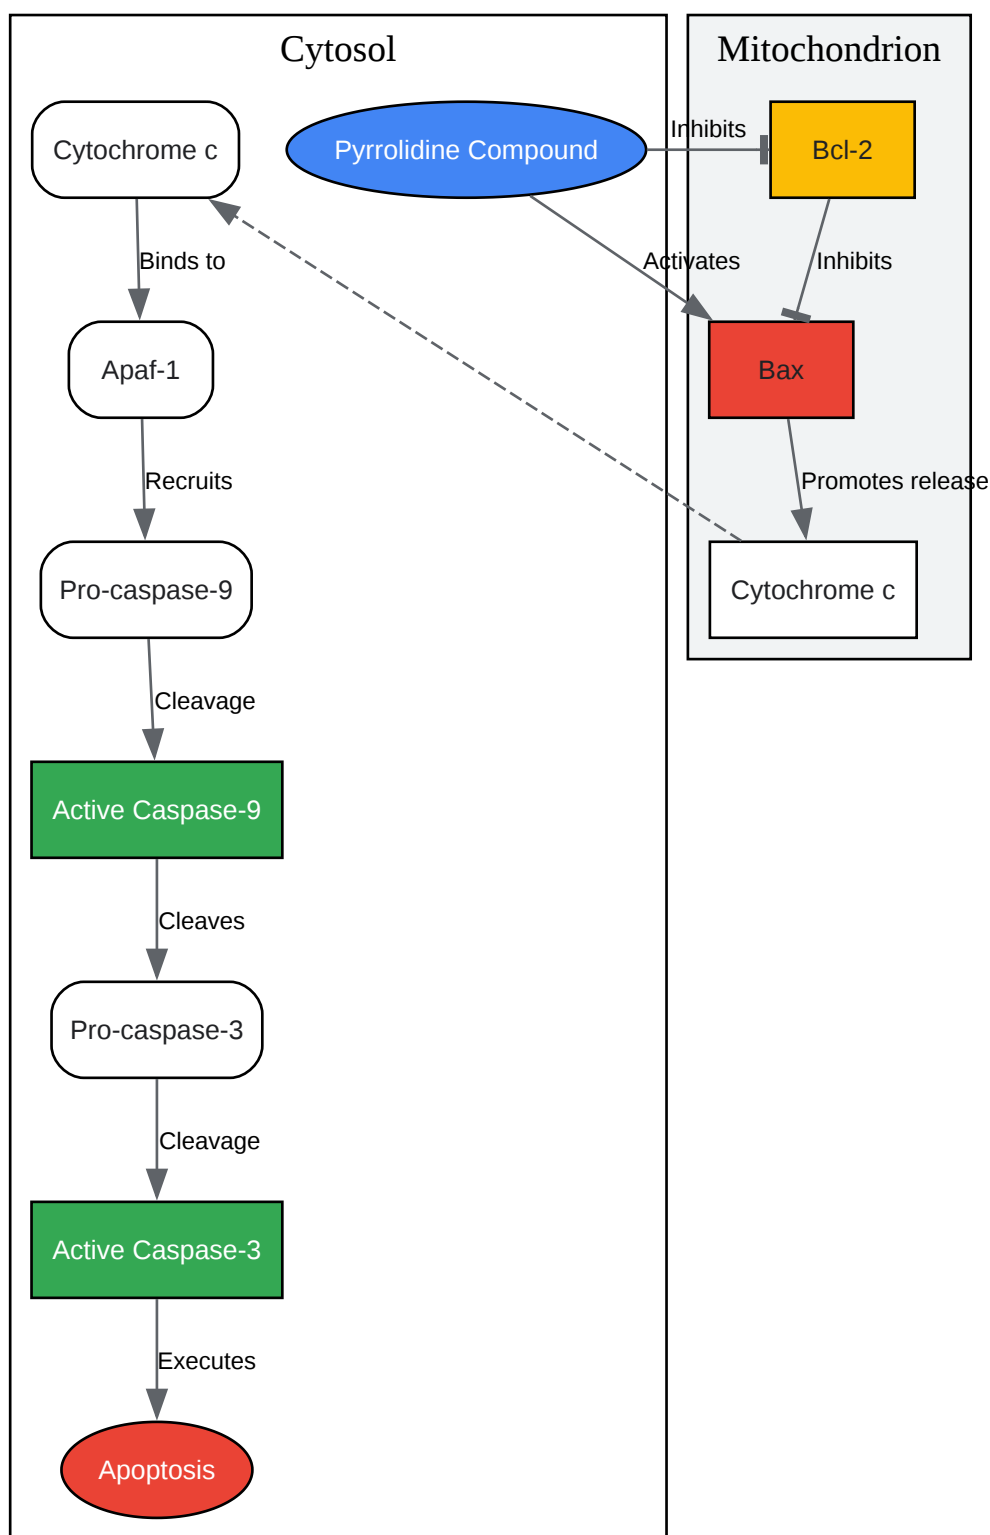 Cytosol
Mitochondrion
Cytochrome c
Pyrrolidine Compound
Inhibits
Bcl-2
Binds to
Activates
Inhibits
Apaf-1
Bax
Recruits
Promotes release
Pro-caspase-9
Cytochrome c
Cleavage
Active Caspase-9
Cleaves
Pro-caspase-3
Cleavage
Active Caspase-3
Executes
Apoptosis